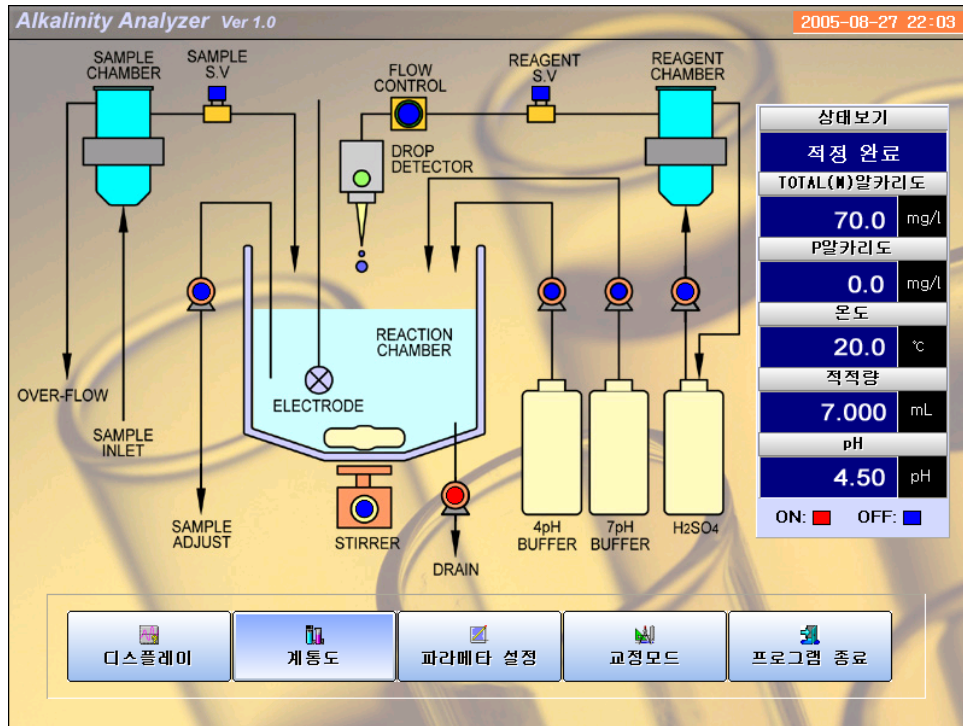 Alkalinity Analyzer Ver 1.0
2005-08-27 22:03
SAMPLE
CHAMBER
SAMPLE
S.V
FLOW
CONTROL
REAGENT
S.V
REAGENT
CHAMBER
DROP
DETECTOR
REACTION
CHAMBER
ELECTRODE
OVER-FLOW
SAMPLE
INLET
SAMPLE
ADJUST
STIRRER
DRAIN
4pH
BUFFER
7pH
BUFFER
H2SO4
상태보기
적정 완료
TOTAL(M)알카리도
70.0 mg/l
P알카리도
0.0 mg/l
온도
20.0 ℃
적적량
7.000 mL
pH
4.50 pH
ON: OFF:
디스플레이
계통도
파라메타 설정
교정모드
프로그램 종료